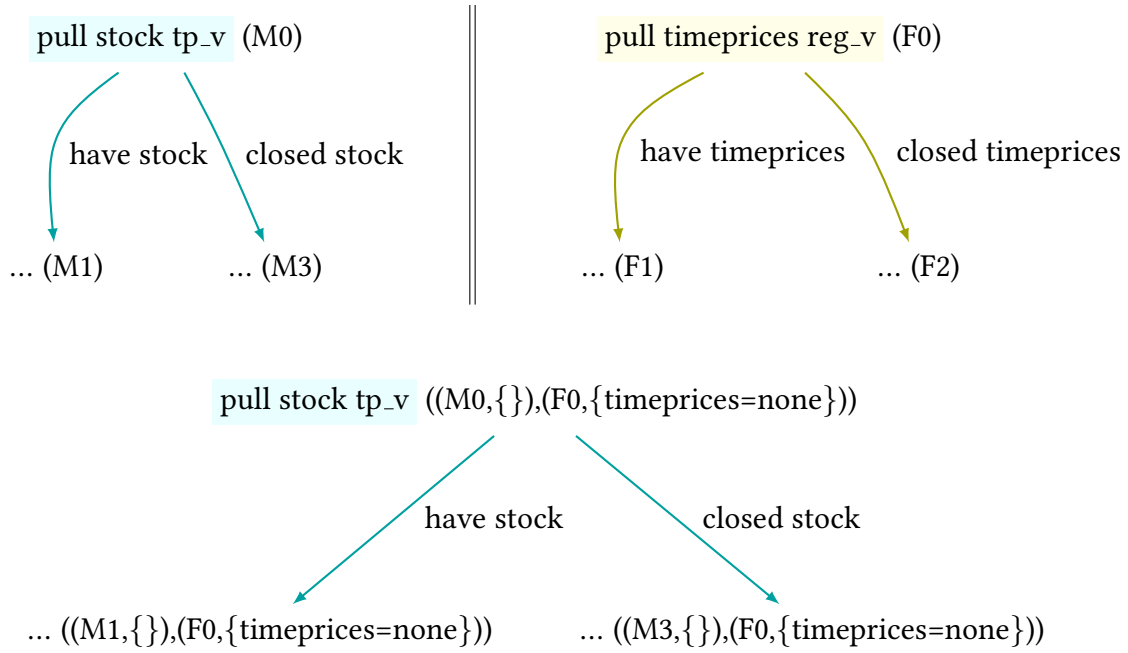 pull stock tp_v (M0)
pull timeprices reg_v (F0)
have stock
closed stock
have timeprices
closed timeprices
... (M1)
... (M3)
... (F1)
... (F2)
pull stock tp_v ((M0,{}),(F0,{timeprices=none}))
have stock
closed stock
... ((M1,{}),(F0,{timeprices=none}))
... ((M3,{}),(F0,{timeprices=none}))